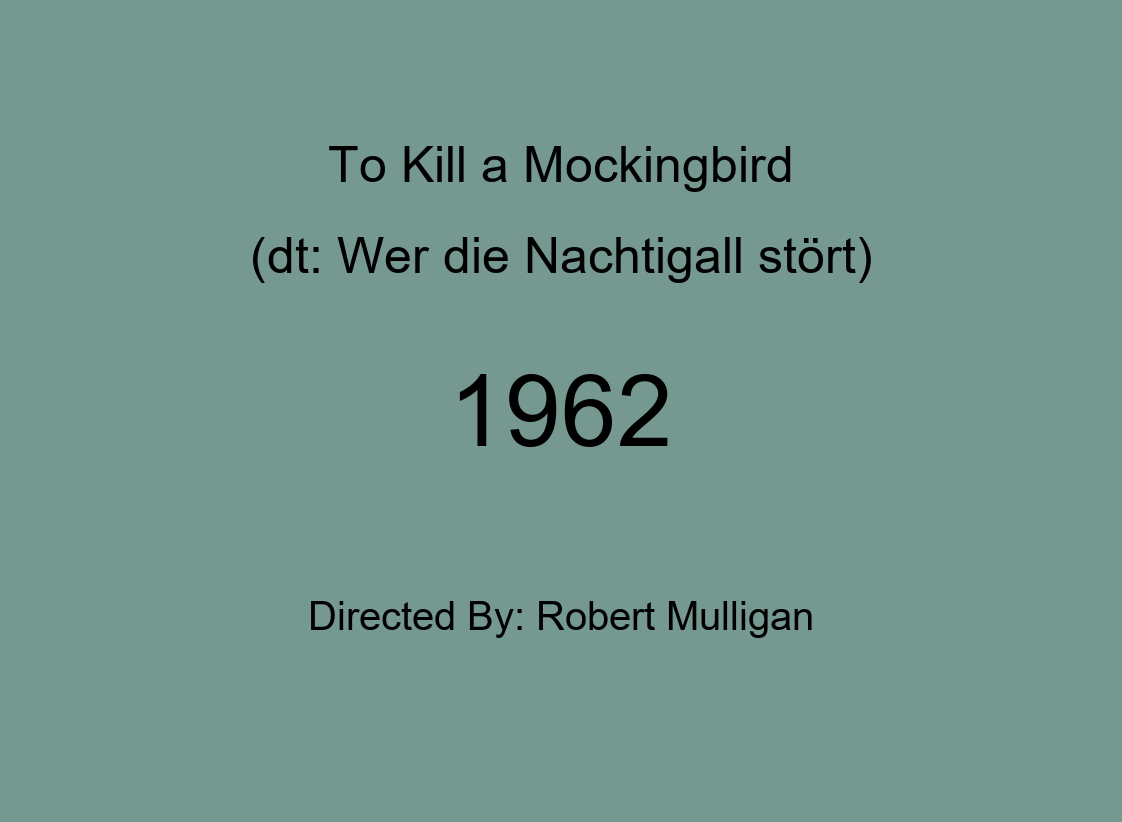 To Kill a Mockingbird
(dt: Wer die Nachtigall stört)
1962
Directed By: Robert Mulligan